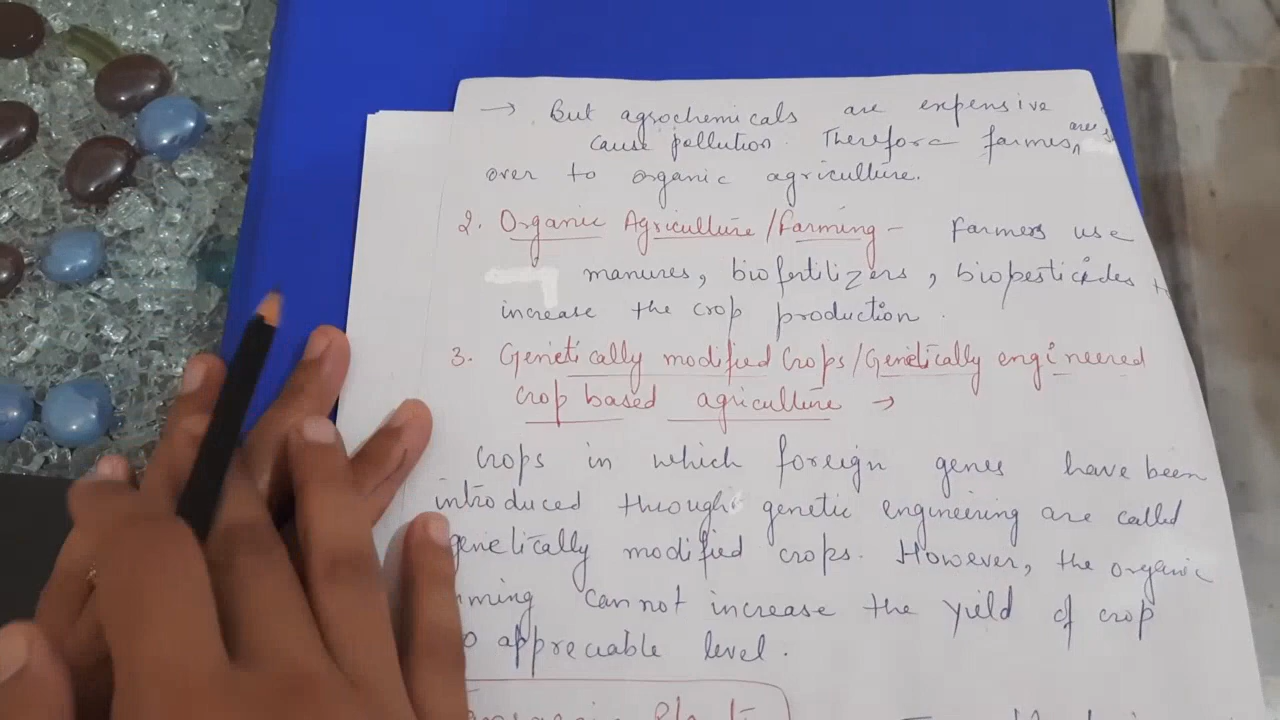 → But agrochemicals are expensive
cause pollution. Therefore farmes are
over to organic agriculture.
2. Organic Agriculture/Farming - Farmers use
manures, biofertilizers, biopesticides
increase the crop production.
3. Genetically modified Crops/Genetically engineered
crop based agriculture →
Crops in which foreign genes have been
introduced through genetic engineering are called
genetically modified crops. However, the organic
cannot increase the yield of crop
appreciable level.